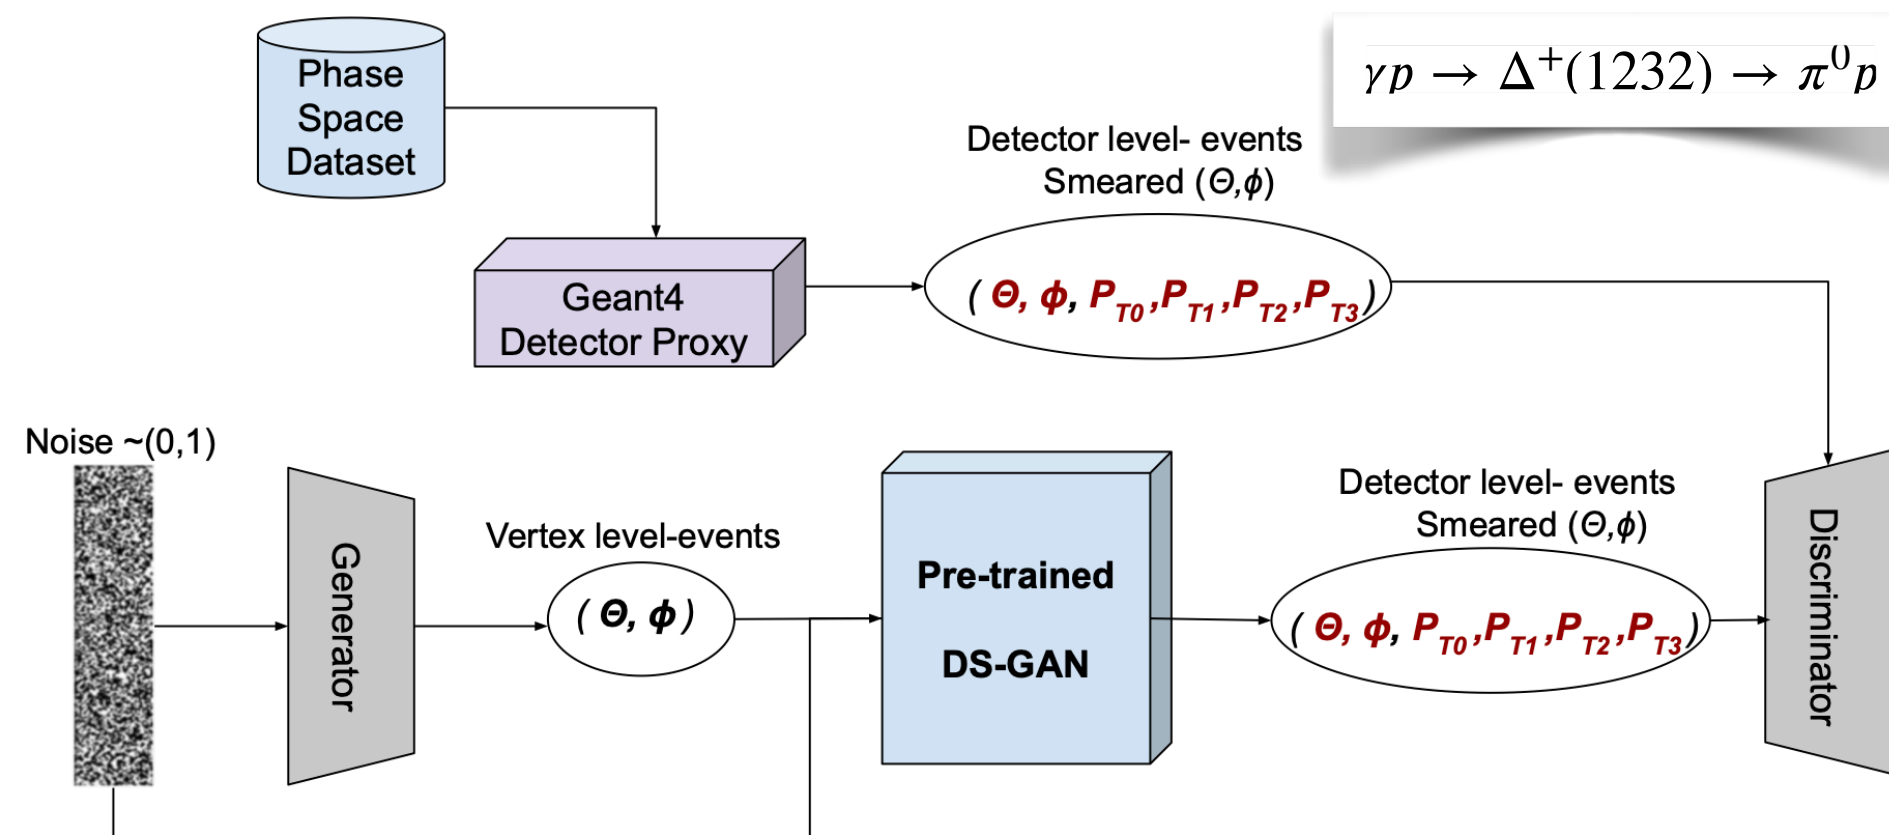 Phase
Space
Dataset
γp → Δ⁺(1232) → π⁰p
Detector level- events
Smeared (Θ,ϕ)
Geant4
Detector Proxy
( Θ, ϕ, P_T0 ,P_T1 ,P_T2 ,P_T3 )
Noise ~(0,1)
Generator
Vertex level-events
( Θ, ϕ )
Pre-trained
DS-GAN
Detector level- events
Smeared (Θ,ϕ)
( Θ, ϕ, P_T0 ,P_T1 ,P_T2 ,P_T3 )
Discriminator